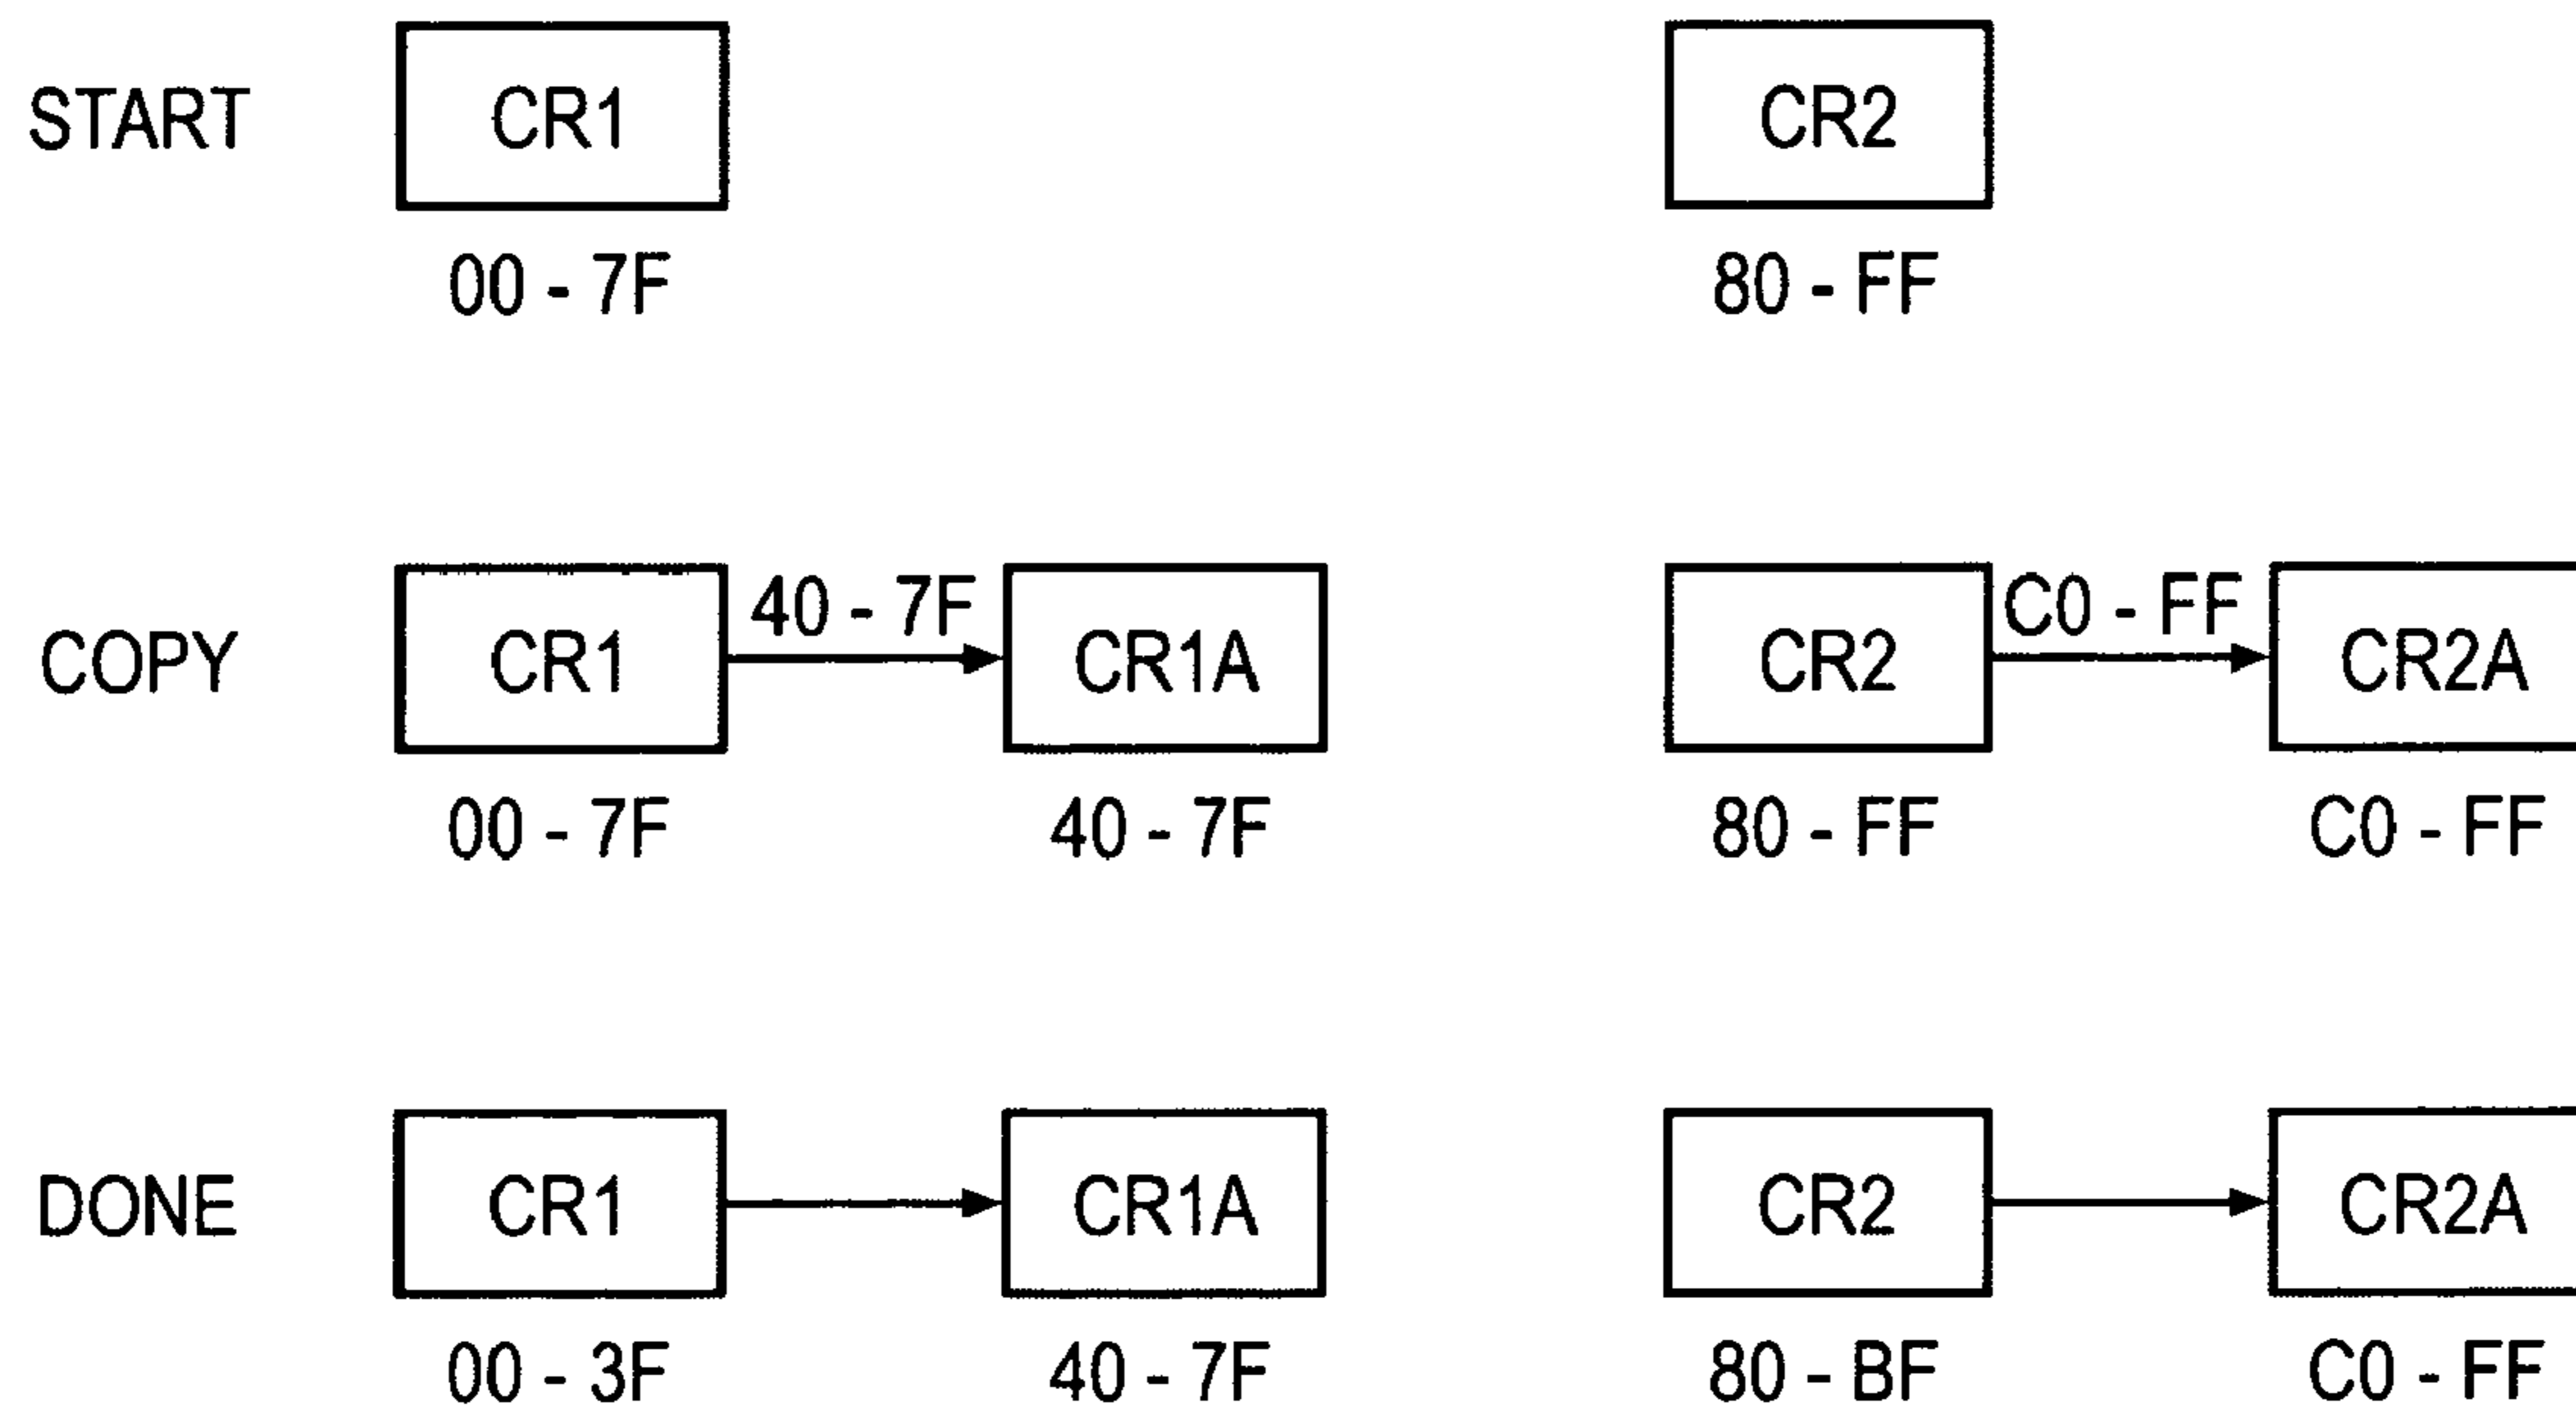 START CR1 CR2
00 - 7F 80 - FF
40 - 7F C0 - FF
COPY CR1 CR1A CR2 CR2A
00 - 7F 40 - 7F 80 - FF C0 - FF
DONE CR1 CR1A CR2 CR2A
00 - 3F 40 - 7F 80 - BF C0 - FF